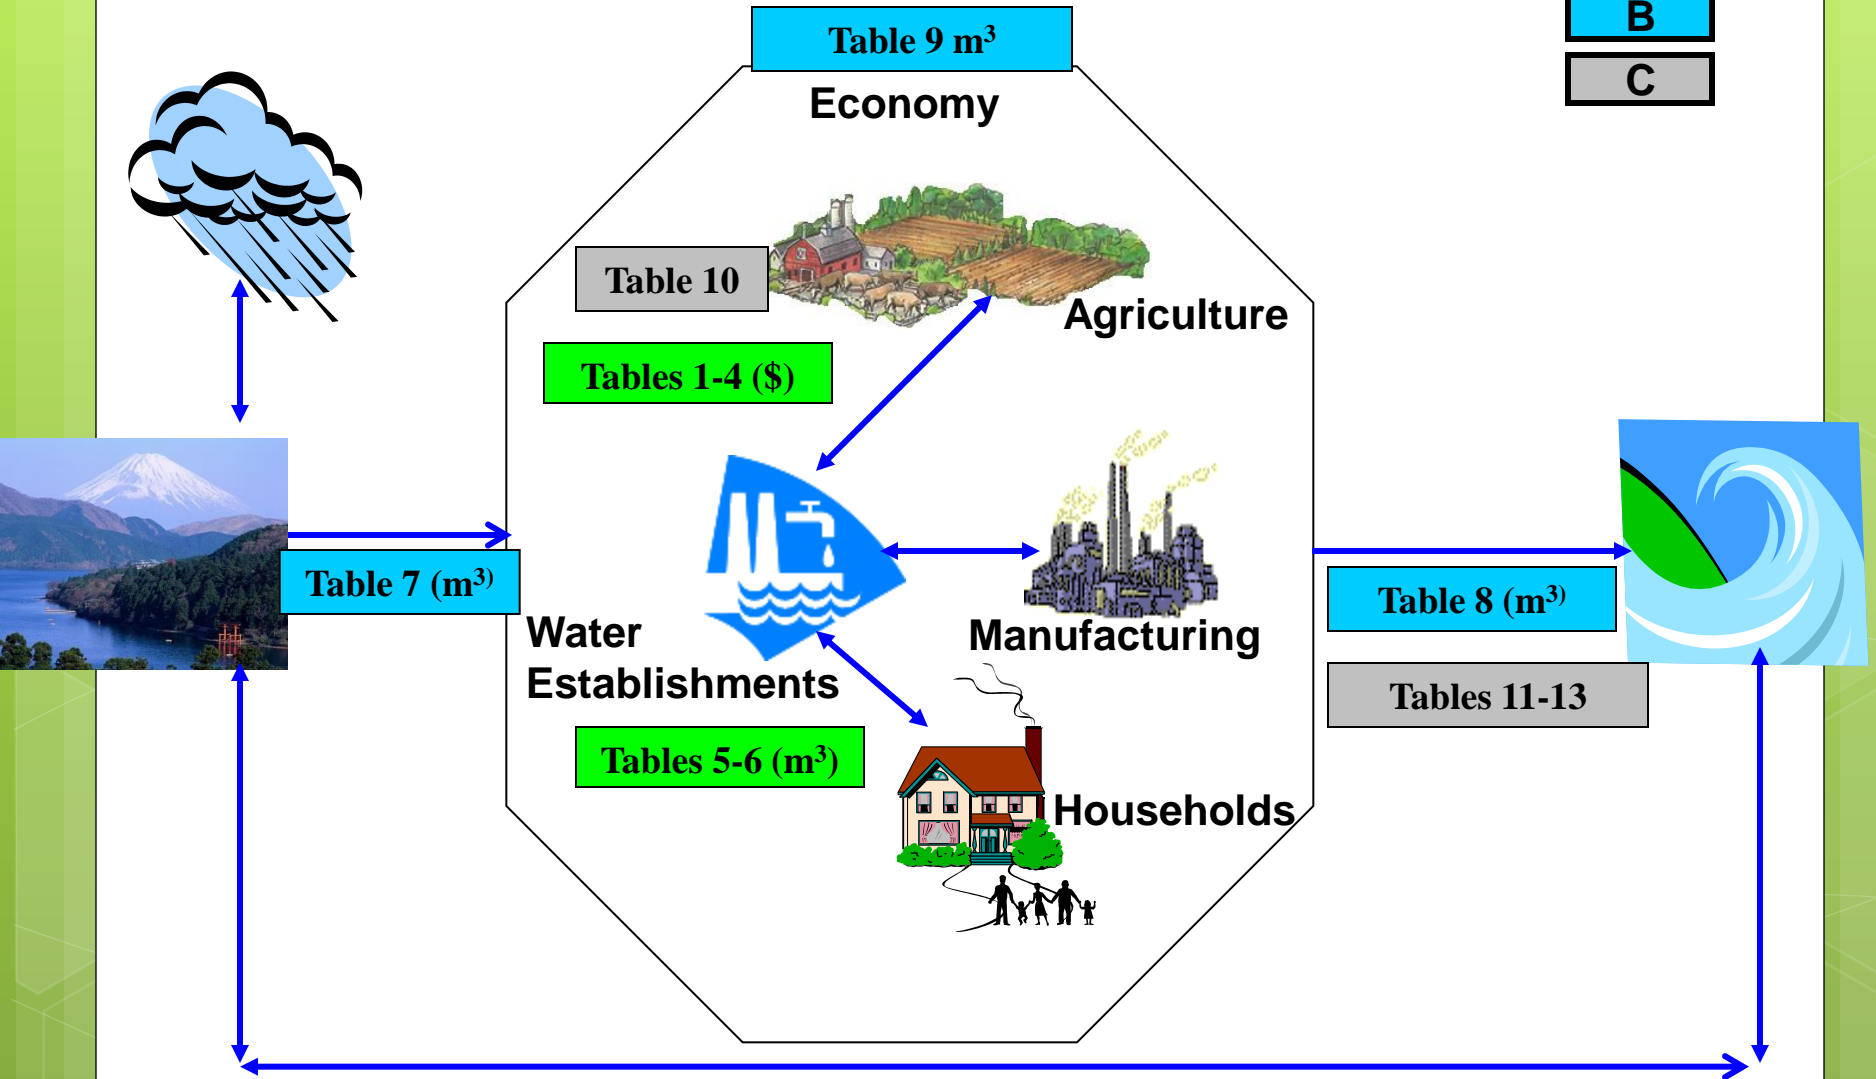 B
C
Table 9 m³
Economy
Table 10
Agriculture
Tables 1-4 ($)
Table 7 (m³⁾
Water
Establishments
Manufacturing
Table 8 (m³⁾
Tables 11-13
Tables 5-6 (m³)
Households